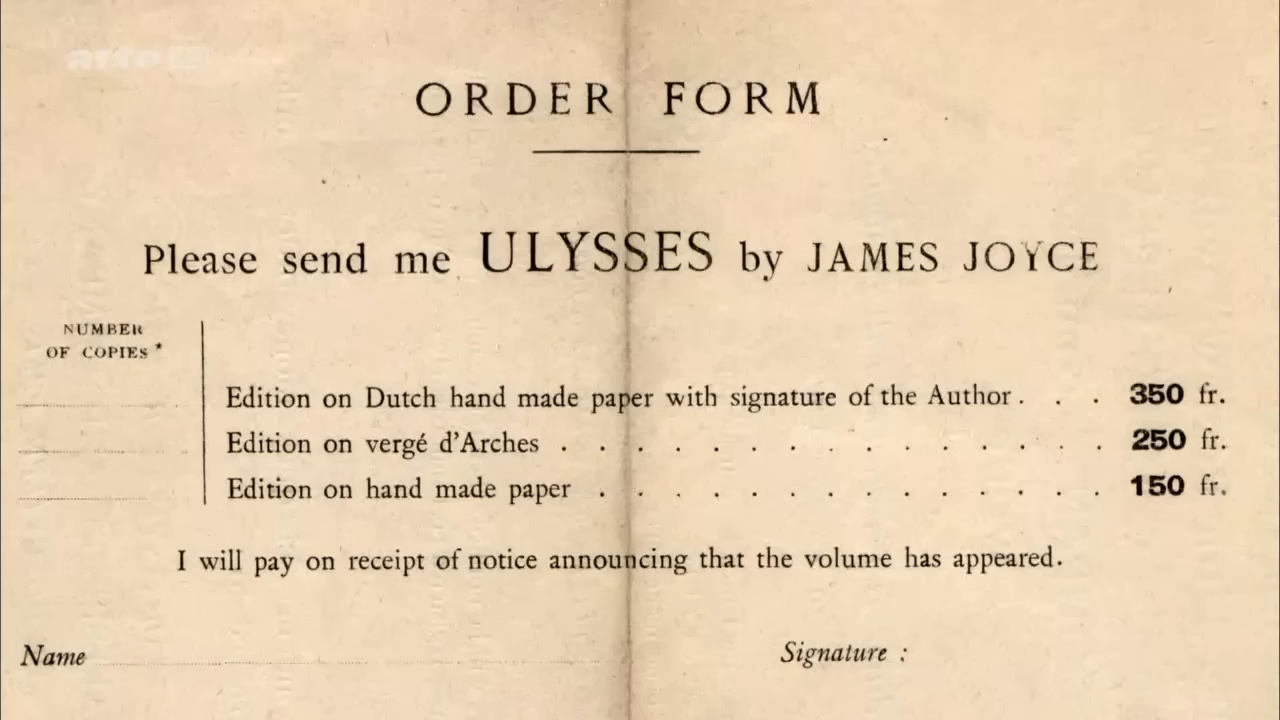 arte
ORDER FORM
Please send me ULYSSES by JAMES JOYCE
NUMBER
OF COPIES *
Edition on Dutch hand made paper with signature of the Author . . . 350 fr.
Edition on vergé d'Arches . . . . . . . . . . . . . . . 250 fr.
Edition on hand made paper . . . . . . . . . . . . . . 150 fr.
I will pay on receipt of notice announcing that the volume has appeared.
Name
Signature :